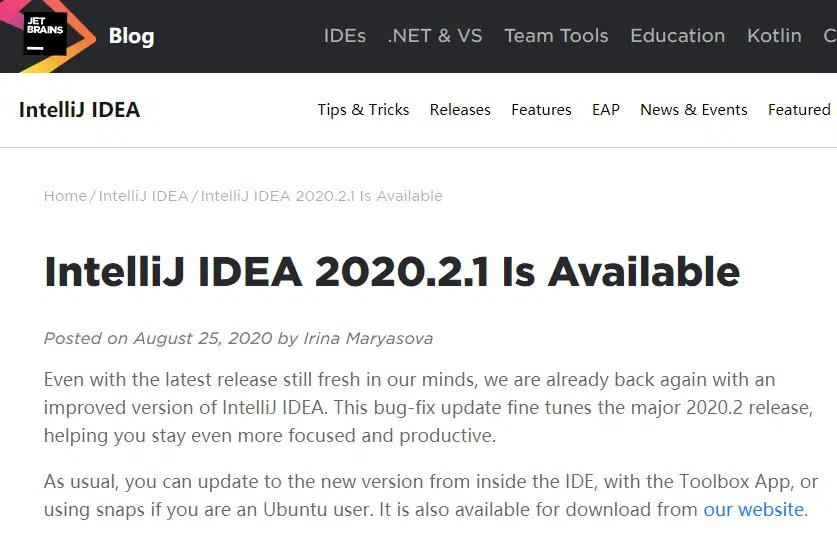 JET
BRAINS
Blog
IDEs .NET & VS Team Tools Education Kotlin C
IntelliJ IDEA
Tips & Tricks Releases Features EAP News & Events Featured
Home / IntelliJ IDEA / IntelliJ IDEA 2020.2.1 Is Available
IntelliJ IDEA 2020.2.1 Is Available
Posted on August 25, 2020 by Irina Maryasova
Even with the latest release still fresh in our minds, we are already back again with an
improved version of IntelliJ IDEA. This bug-fix update fine tunes the major 2020.2 release,
helping you stay even more focused and productive.
As usual, you can update to the new version from inside the IDE, with the Toolbox App, or
using snaps if you are an Ubuntu user. It is also available for download from our website.